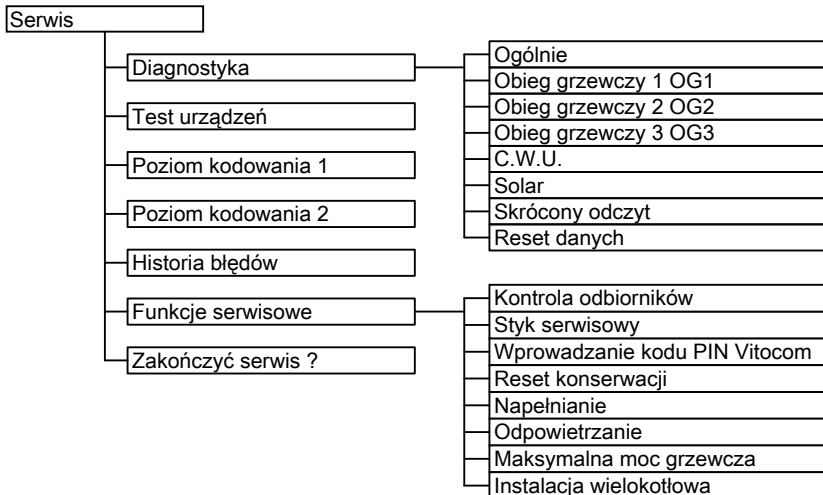 Serwis
Diagnostyka
Test urządzeń
Poziom kodowania 1
Poziom kodowania 2
Historia błędów
Funkcje serwisowe
Zakończyć serwis ?
Ogólnie
Obieg grzewczy 1 OG1
Obieg grzewczy 2 OG2
Obieg grzewczy 3 OG3
C.W.U.
Solar
Skrócony odczyt
Reset danych
Kontrola odbiorników
Styk serwisowy
Wprowadzanie kodu PIN Vitocom
Reset konserwacji
Napełnianie
Odpowietrzanie
Maksymalna moc grzewcza
Instalacja wielokotłowa